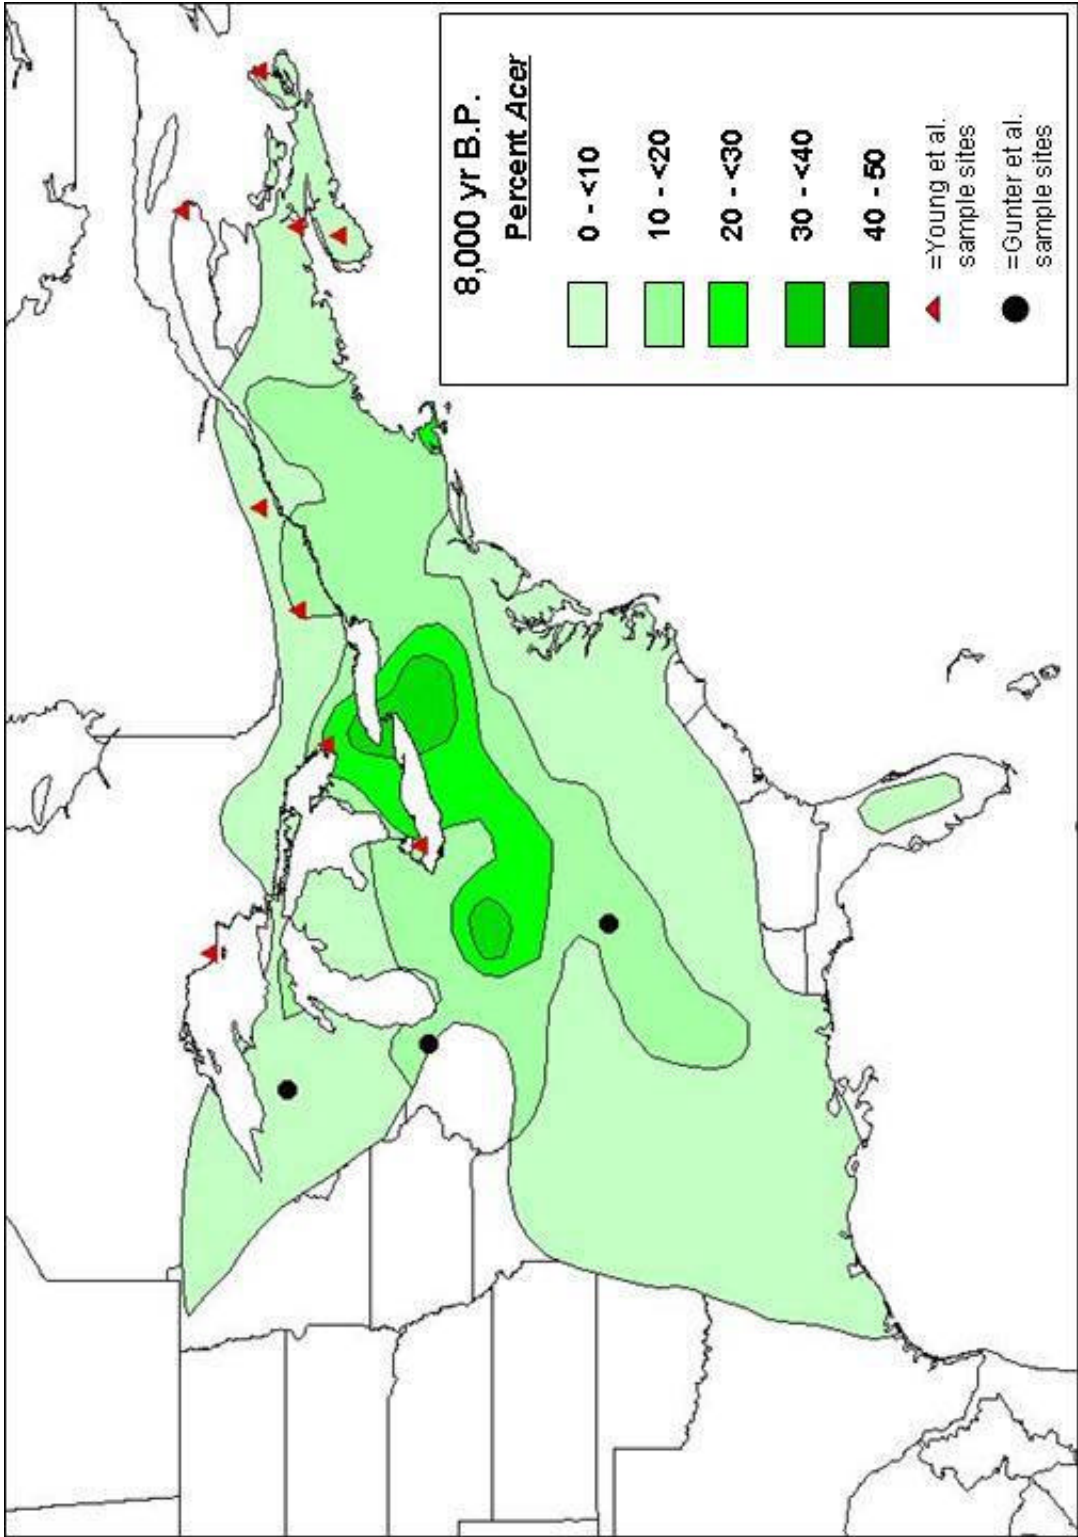 8,000 yr B.P.
Percent Acer
0 - <10
10 - <20
20 - <30
30 - <40
40 - 50
=Young et al.
sample sites
=Gunter et al.
sample sites